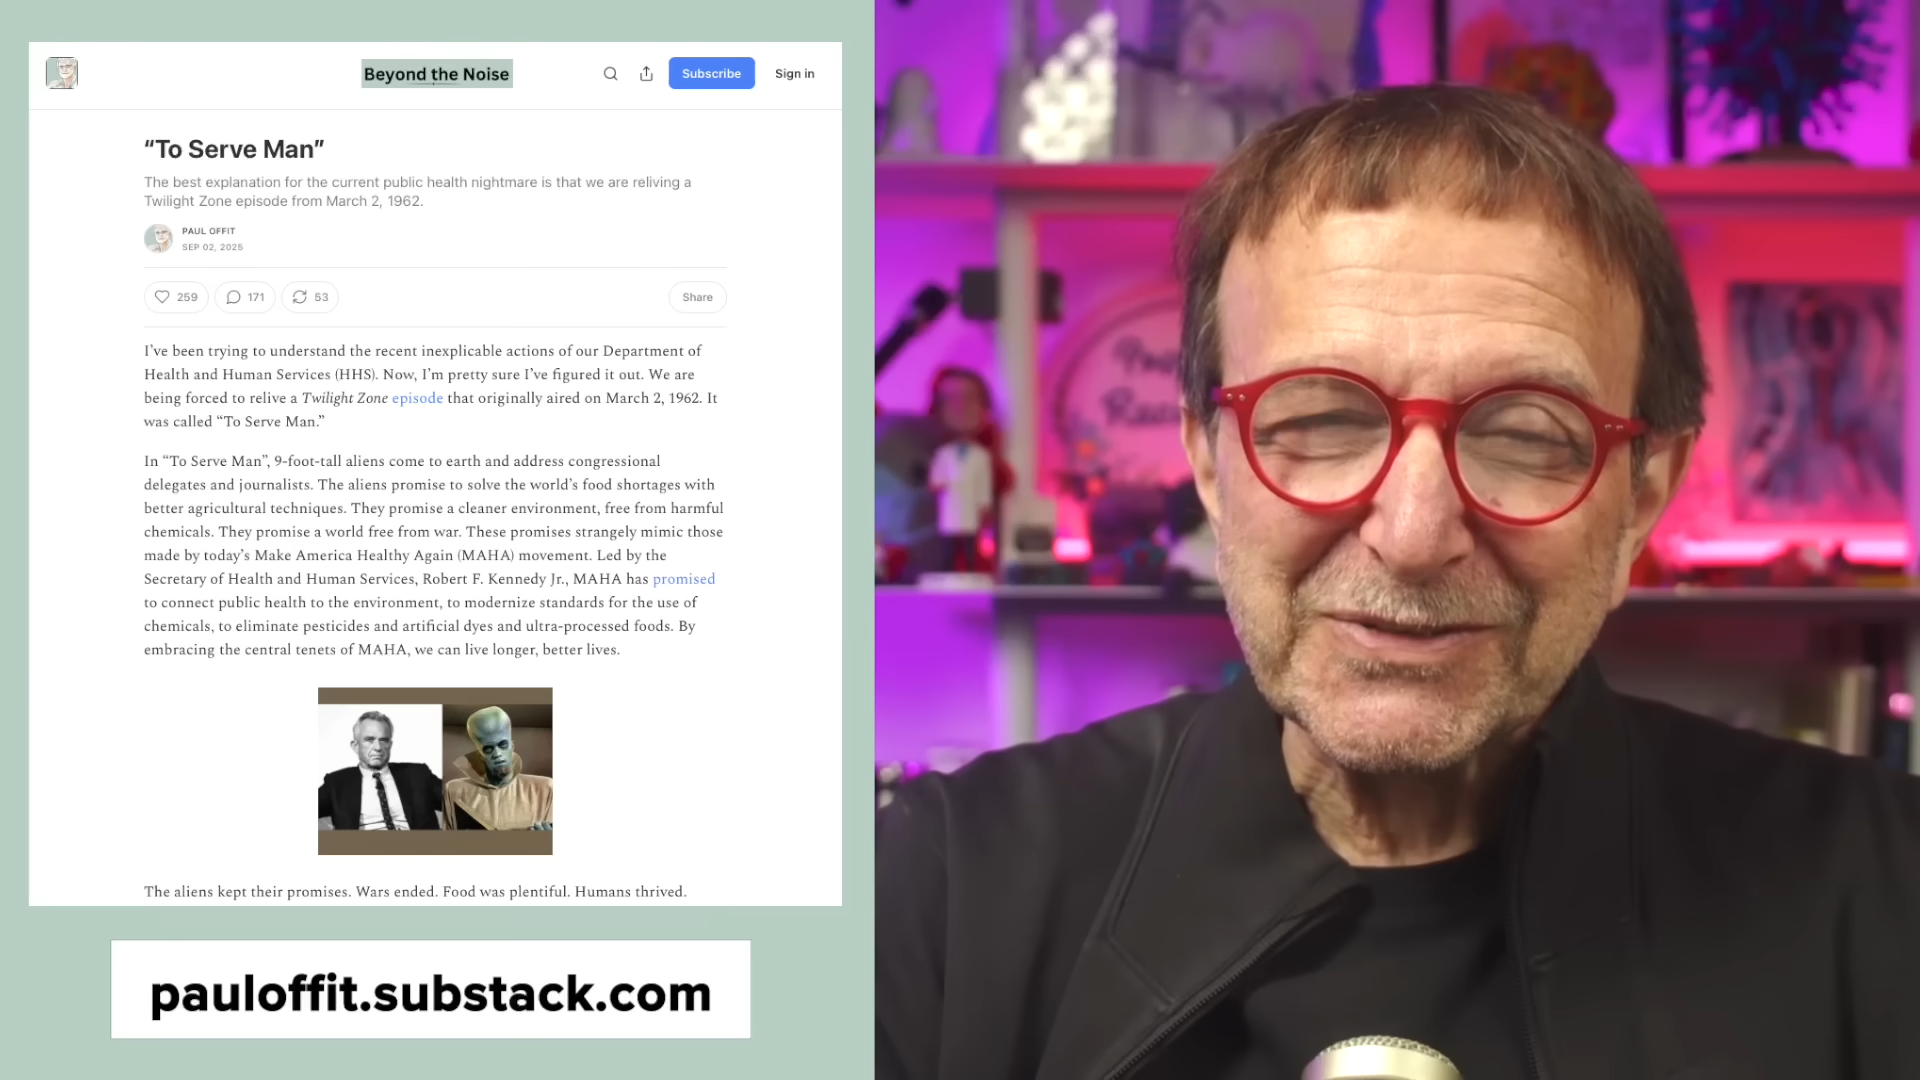 Beyond the Noise
Subscribe
Sign in
“To Serve Man”
The best explanation for the current public health nightmare is that we are reliving a
Twilight Zone episode from March 2, 1962.
PAUL OFFIT
SEP 02, 2025
259
171
53
Share
I’ve been trying to understand the recent inexplicable actions of our Department of
Health and Human Services (HHS). Now, I’m pretty sure I’ve figured it out. We are
being forced to relive a Twilight Zone episode that originally aired on March 2, 1962. It
was called “To Serve Man.”
In “To Serve Man”, 9-foot-tall aliens come to earth and address congressional
delegates and journalists. The aliens promise to solve the world’s food shortages with
better agricultural techniques. They promise a cleaner environment, free from harmful
chemicals. They promise a world free from war. These promises strangely mimic those
made by today’s Make America Healthy Again (MAHA) movement. Led by the
Secretary of Health and Human Services, Robert F. Kennedy Jr., MAHA has promised
to connect public health to the environment, to modernize standards for the use of
chemicals, to eliminate pesticides and artificial dyes and ultra-processed foods. By
embracing the central tenets of MAHA, we can live longer, better lives.
The aliens kept their promises. Wars ended. Food was plentiful. Humans thrived.
pauloffit.substack.com